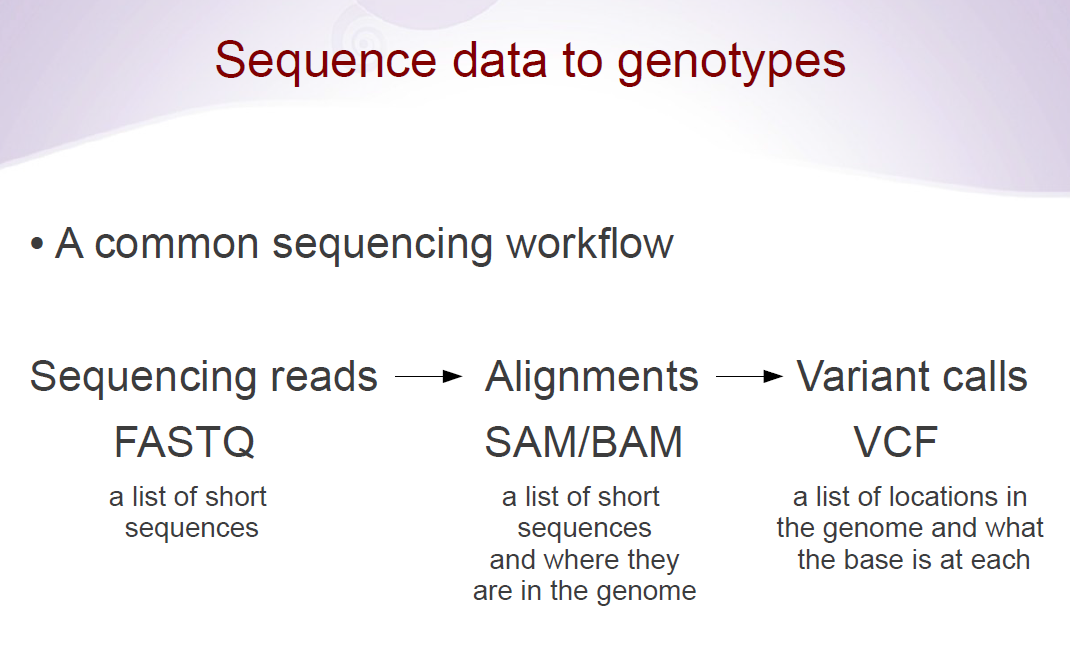 Sequence data to genotypes
• A common sequencing workflow
Sequencing reads
FASTQ
a list of short
sequences
Alignments
SAM/BAM
a list of short
sequences
and where they
are in the genome
Variant calls
VCF
a list of locations in
the genome and what
the base is at each